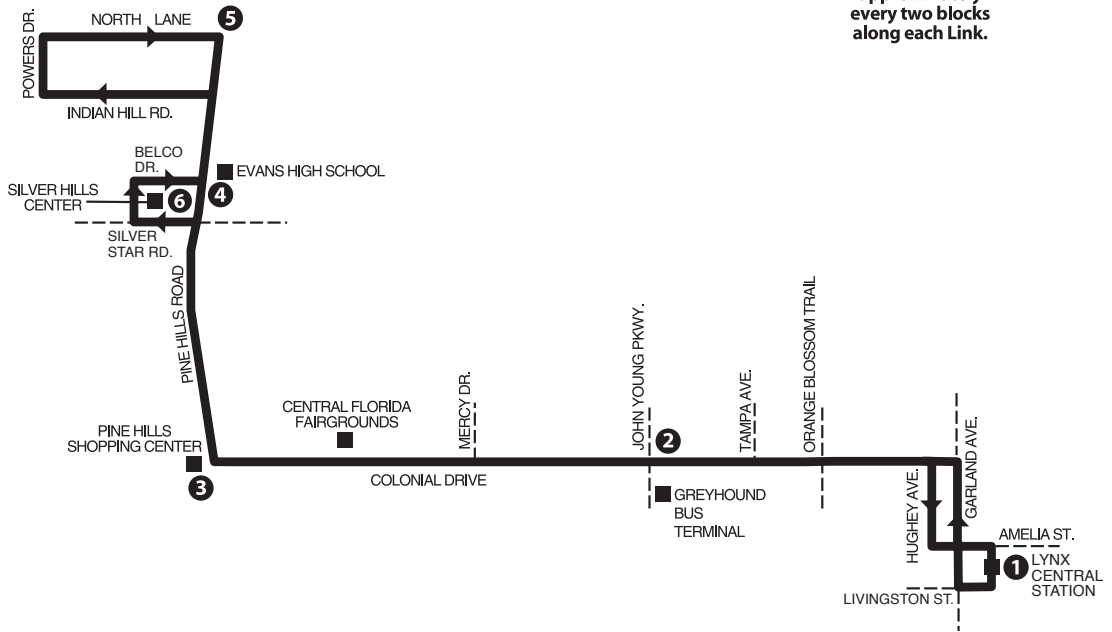 approximately
every two blocks
along each Link.
NORTH LANE
5
POWERS DR.
INDIAN HILL RD.
BELCO
DR.
EVANS HIGH SCHOOL
SILVER HILLS
CENTER
6
4
SILVER
STAR RD.
PINE HILLS ROAD
CENTRAL FLORIDA
FAIRGROUNDS
MERCY DR.
JOHN YOUNG PKWY.
2
TAMPA AVE.
ORANGE BLOSSOM TRAIL
PINE HILLS
SHOPPING CENTER
3
COLONIAL DRIVE
GREYHOUND
BUS
TERMINAL
HUGHEY AVE.
GARLAND AVE.
AMELIA ST.
1
LYNX
CENTRAL
STATION
LIVINGSTON ST.